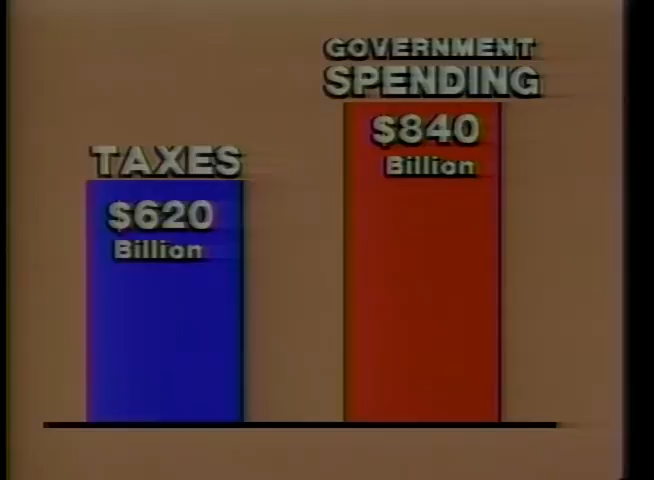 TAXES
$620
Billion
GOVERNMENT
SPENDING
$840
Billion